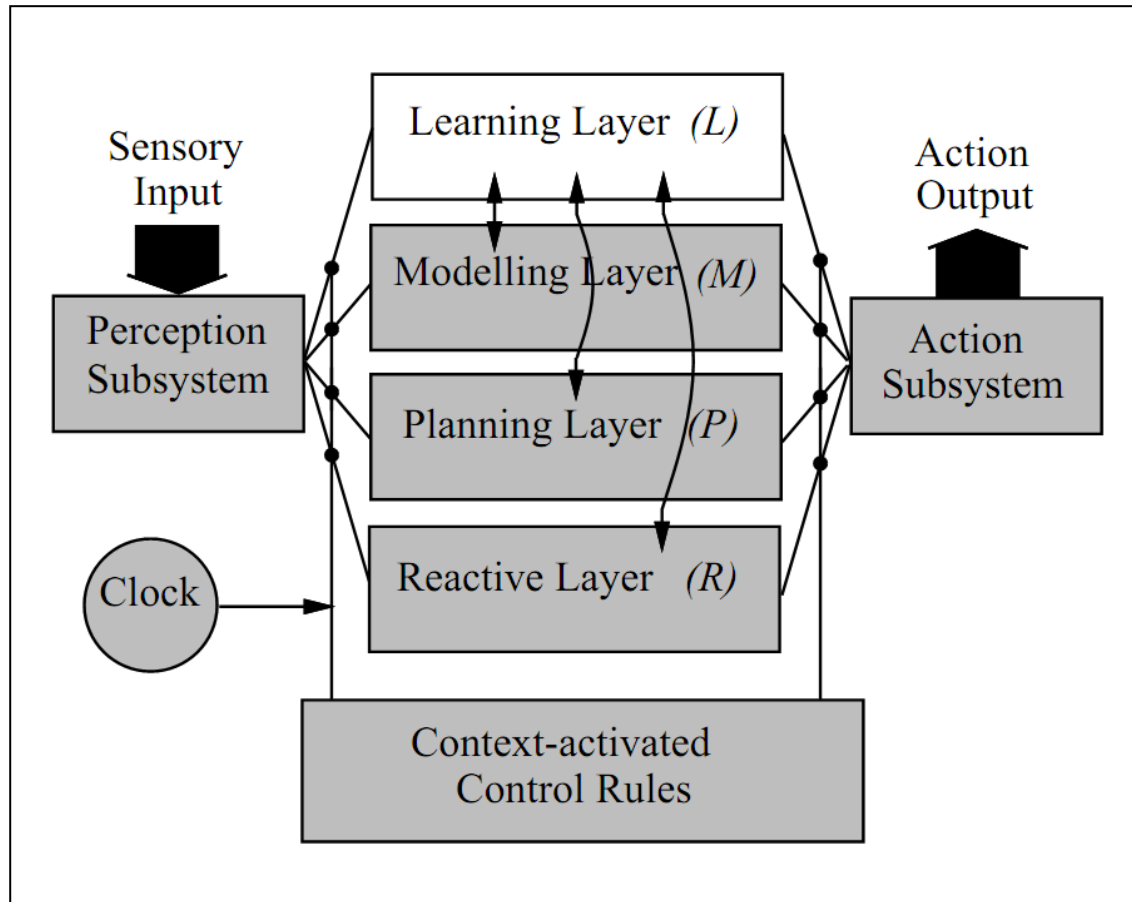 Learning Layer (L)
Sensory
Input
Action
Output
Modelling Layer (M)
Perception
Subsystem
Action
Subsystem
Planning Layer (P)
Clock
Reactive Layer (R)
Context-activated
Control Rules